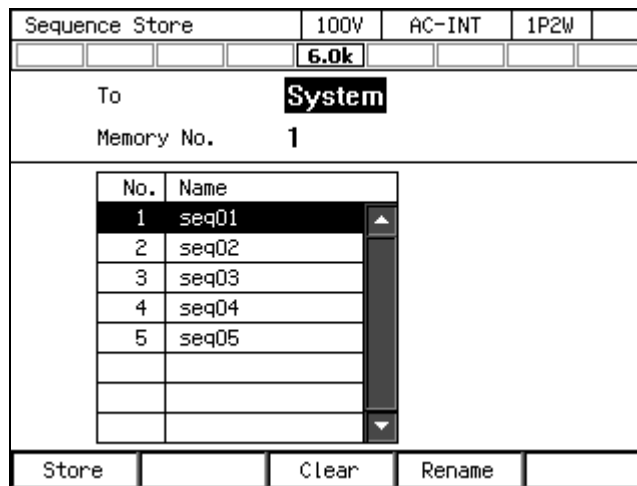 Sequence Store 100V AC-INT 1P2W
6.0k
To System
Memory No. 1
No. Name
1 seq01
2 seq02
3 seq03
4 seq04
5 seq05
Store Clear Rename